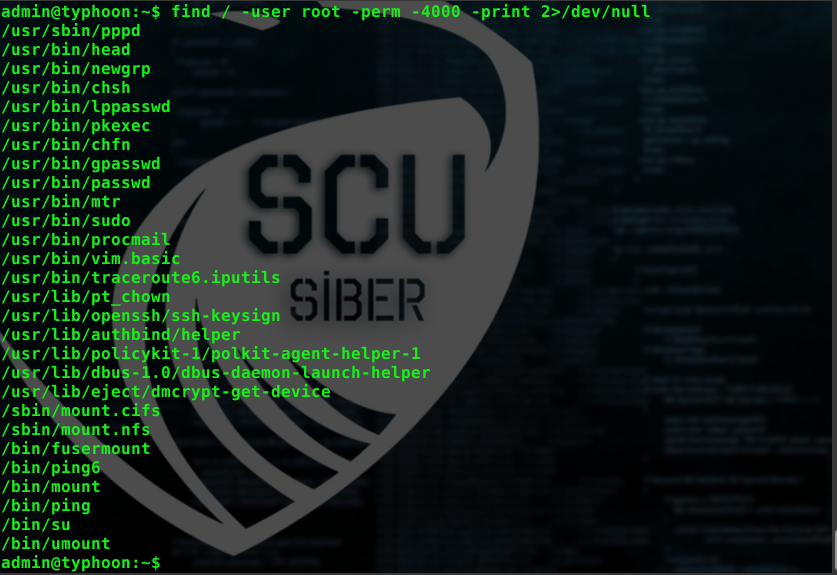 admin@typhoon:~$ find / -user root -perm -4000 -print 2>/dev/null
/usr/sbin/pppd
/usr/bin/head
/usr/bin/newgrp
/usr/bin/chsh
/usr/bin/lppasswd
/usr/bin/pkexec
/usr/bin/chfn
/usr/bin/gpasswd
/usr/bin/passwd
/usr/bin/mtr
/usr/bin/sudo
/usr/bin/procmail
/usr/bin/vim.basic
/usr/bin/traceroute6.iputils
/usr/lib/pt_chown
/usr/lib/openssh/ssh-keysign
/usr/lib/authbind/helper
/usr/lib/policykit-1/polkit-agent-helper-1
/usr/lib/dbus-1.0/dbus-daemon-launch-helper
/usr/lib/eject/dmcrypt-get-device
/sbin/mount.cifs
/sbin/mount.nfs
/bin/fusermount
/bin/ping6
/bin/mount
/bin/ping
/bin/su
/bin/umount
admin@typhoon:~$
SCU
SİBER